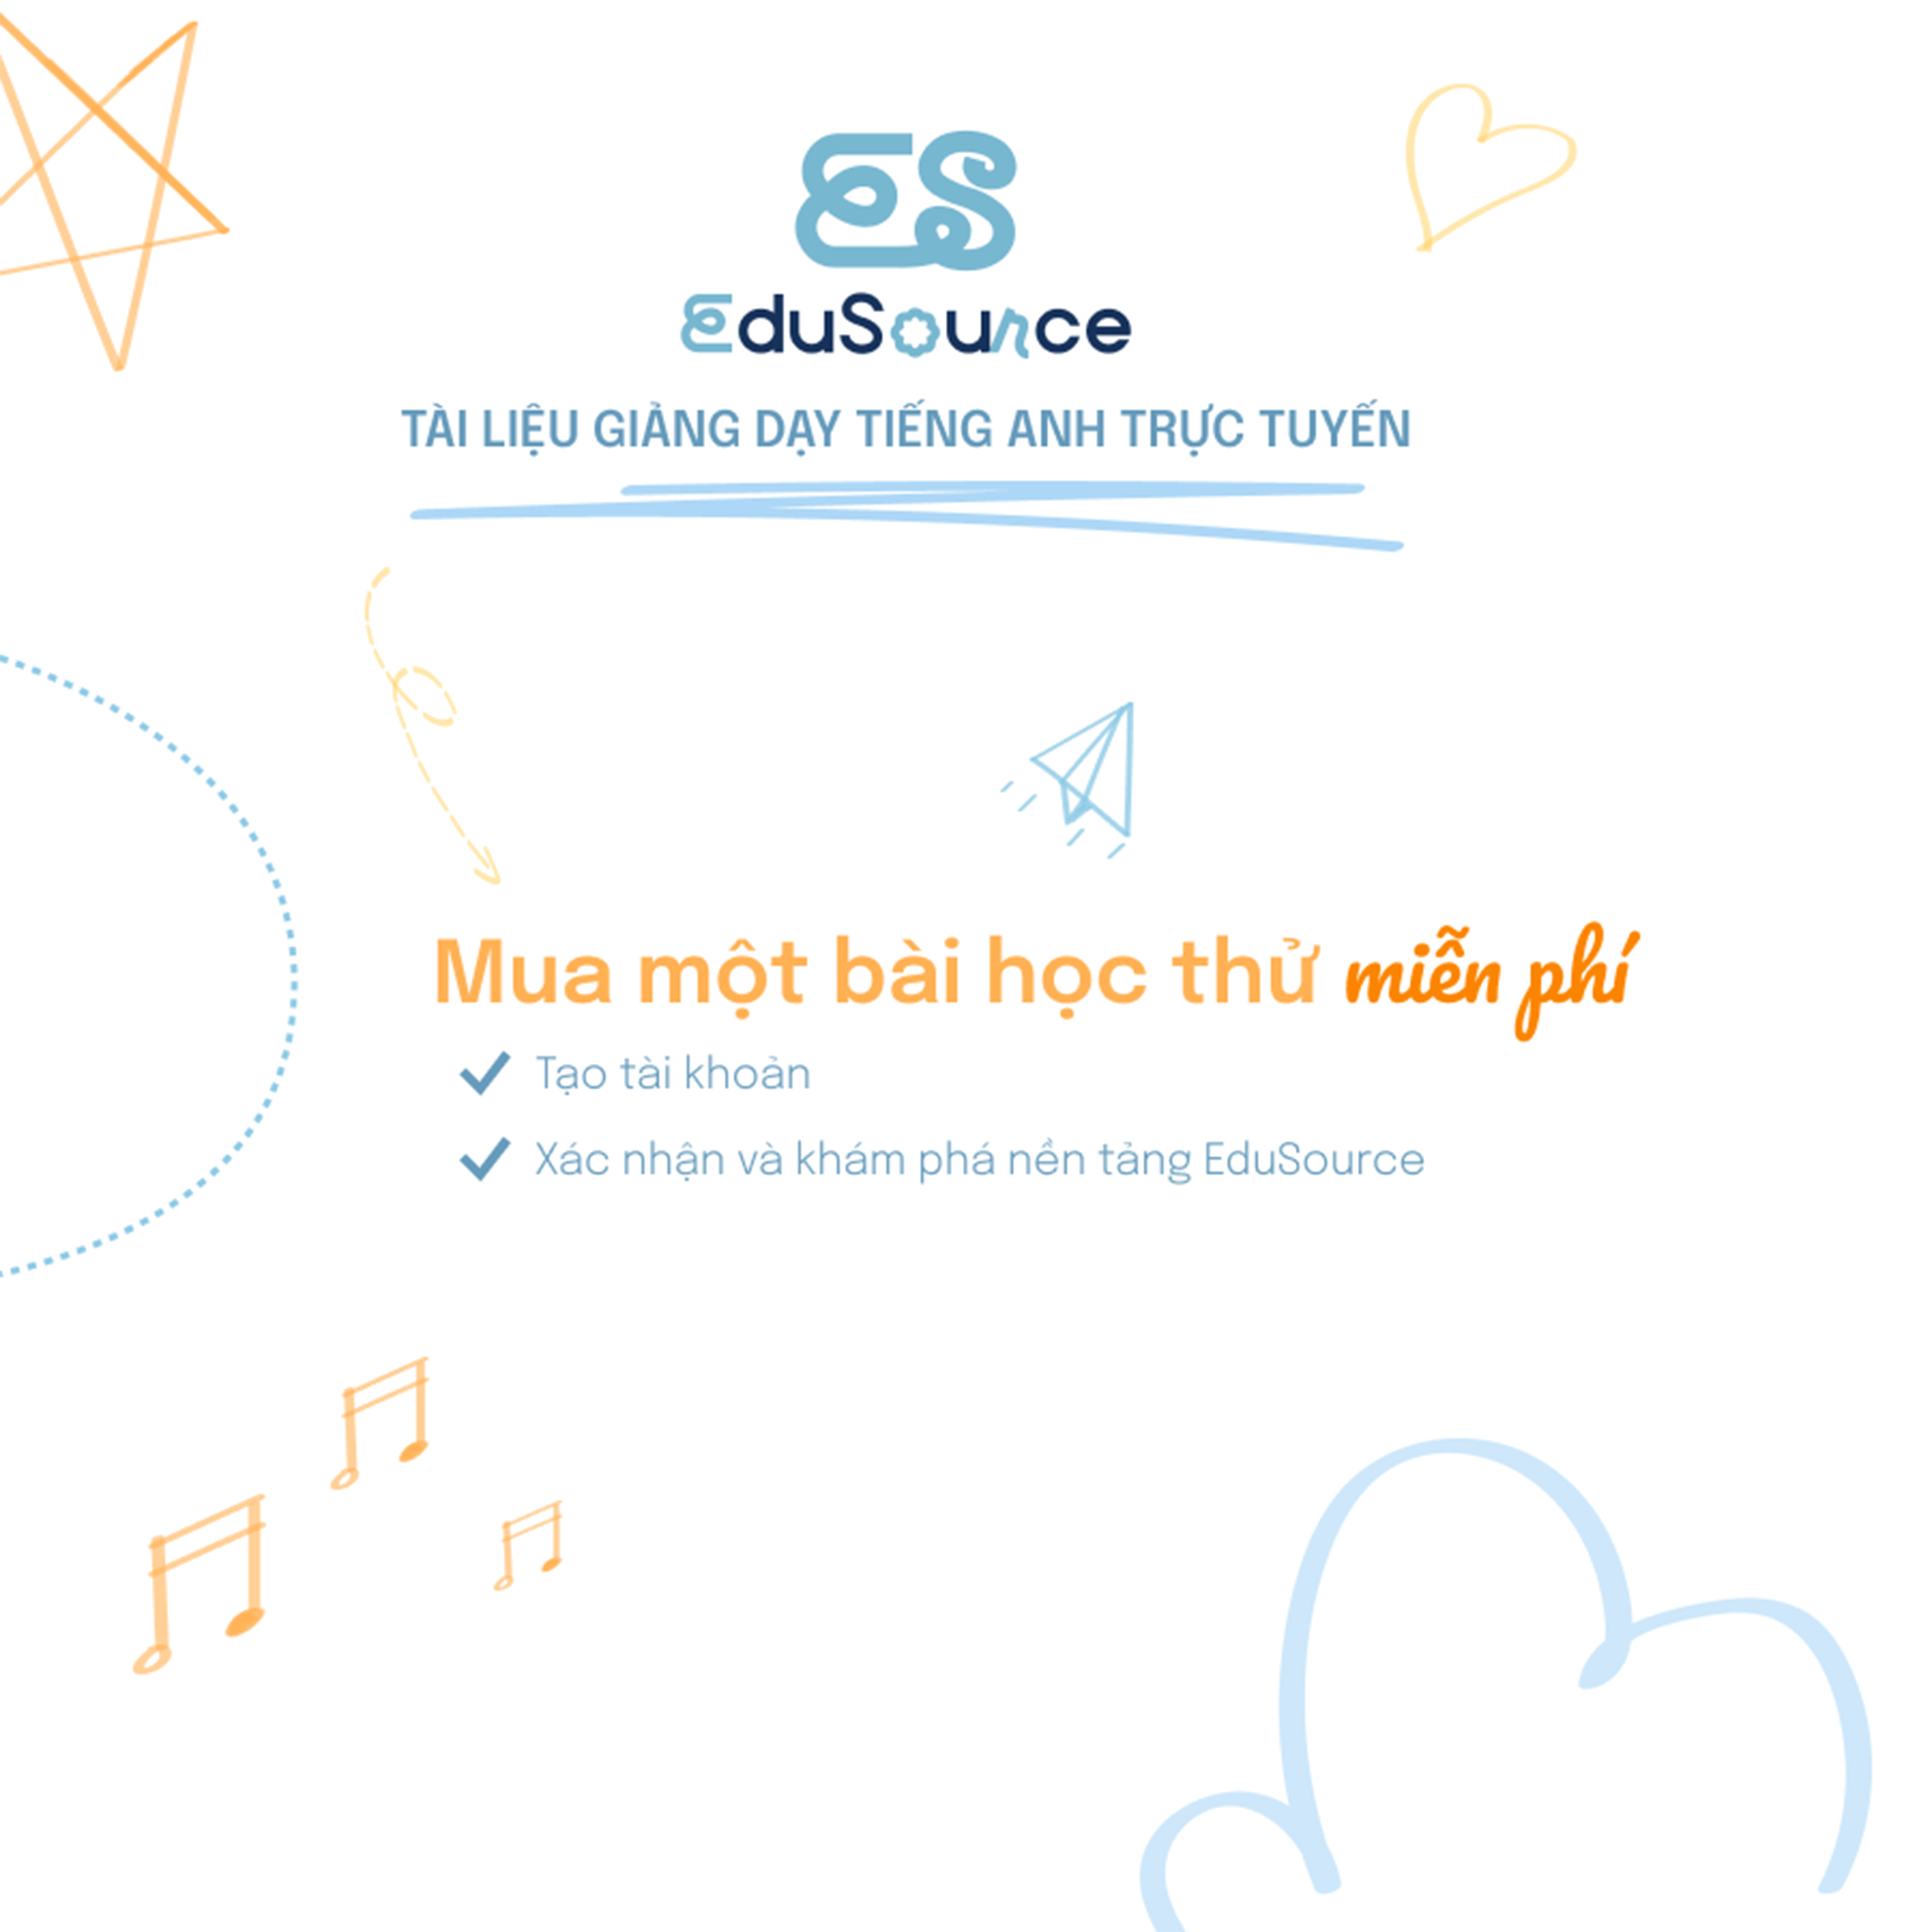 ES
EduSource
TÀI LIỆU GIẢNG DẠY TIẾNG ANH TRỰC TUYẾN
Mua một bài học thử miễn phí
Tạo tài khoản
Xác nhận và khám phá nền tảng EduSource